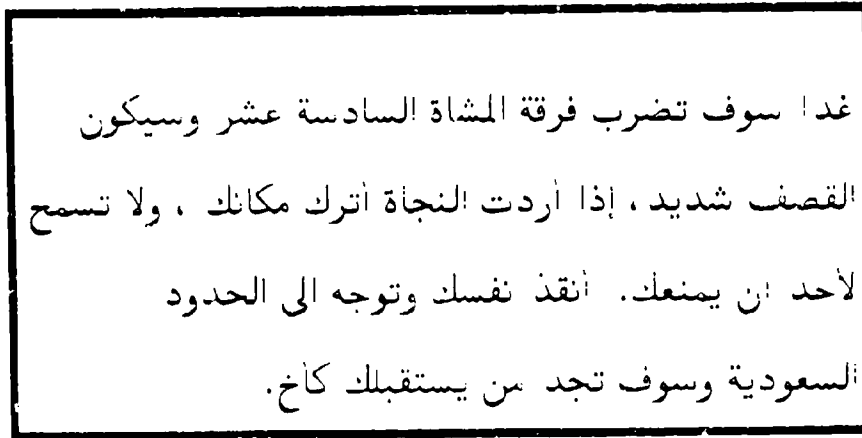 غدا سوف تضرب فرقة المشاة السادسة عشر وسيكون
القصف شديد ، إذا أردت النجاة أترك مكانك ، ولا تسمح
لأحد ان يمنعك. أنقذ نفسك وتوجه الى الحدود
السعودية وسوف تجد من يستقبلك كأخ.